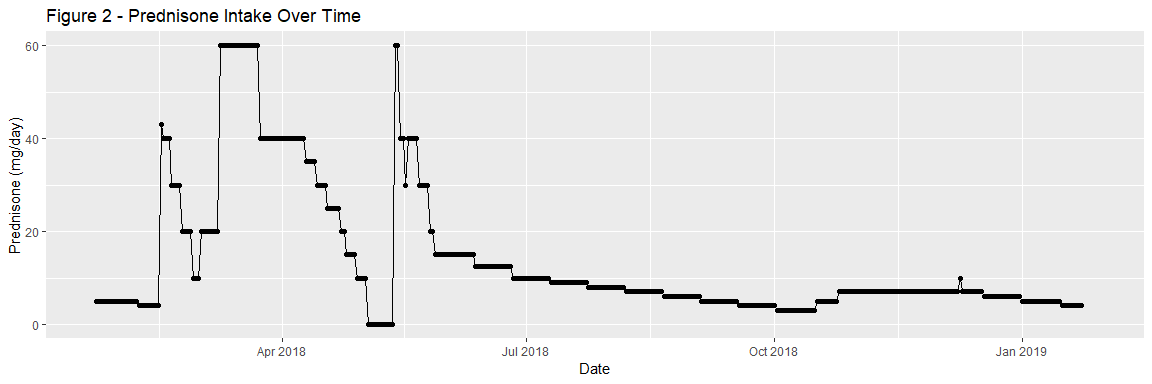 Figure 2 - Prednisone Intake Over Time
Prednisone (mg/day)
60
40
20
0
Apr 2018 Jul 2018 Oct 2018 Jan 2019
Date